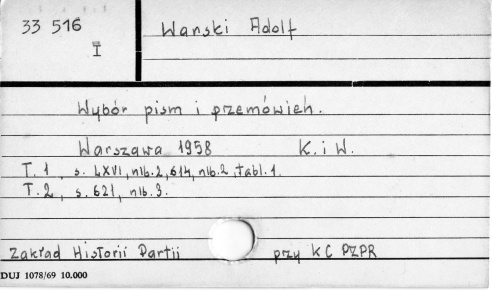 33 516
I
Warski Adolf
Wybór pism i przemówień.
Warszawa 1958 K. i W.
T. 1, s. LXVI, nlb. 2, 614, nlb. 2, tabl. 1.
T. 2, s. 621, nlb. 3.
Zakład Historii Partii przy KC PZPR
DUJ 1078/69 10.000